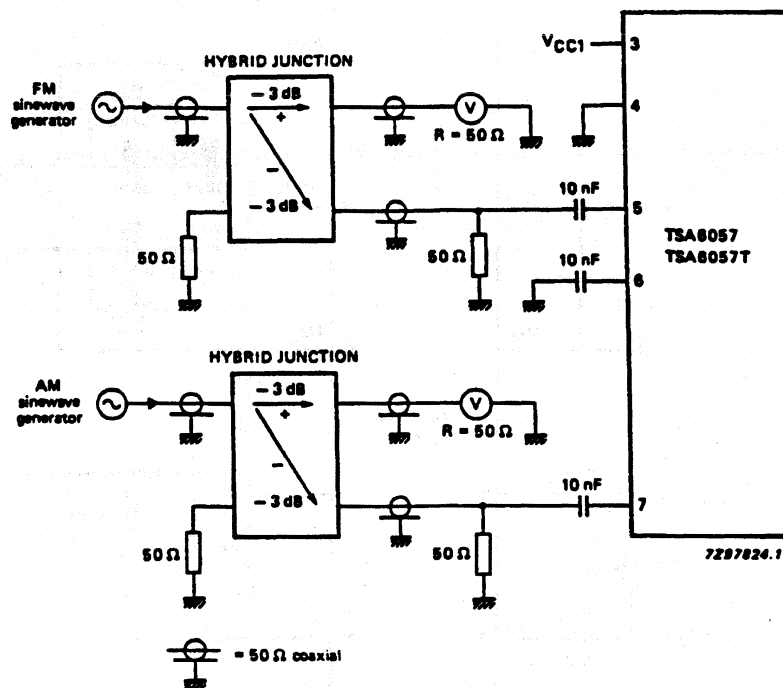 VCC1
3
HYBRID JUNCTION
FM
sinewave
generator
− 3 dB
+
V
R = 50 Ω
4
−
− 3 dB
10 nF
5
50 Ω
50 Ω
TSA6057
TSA6057T
10 nF
6
HYBRID JUNCTION
AM
sinewave
generator
− 3 dB
+
V
R = 50 Ω
−
− 3 dB
10 nF
7
50 Ω
50 Ω
7Z97824.1
= 50 Ω coaxial